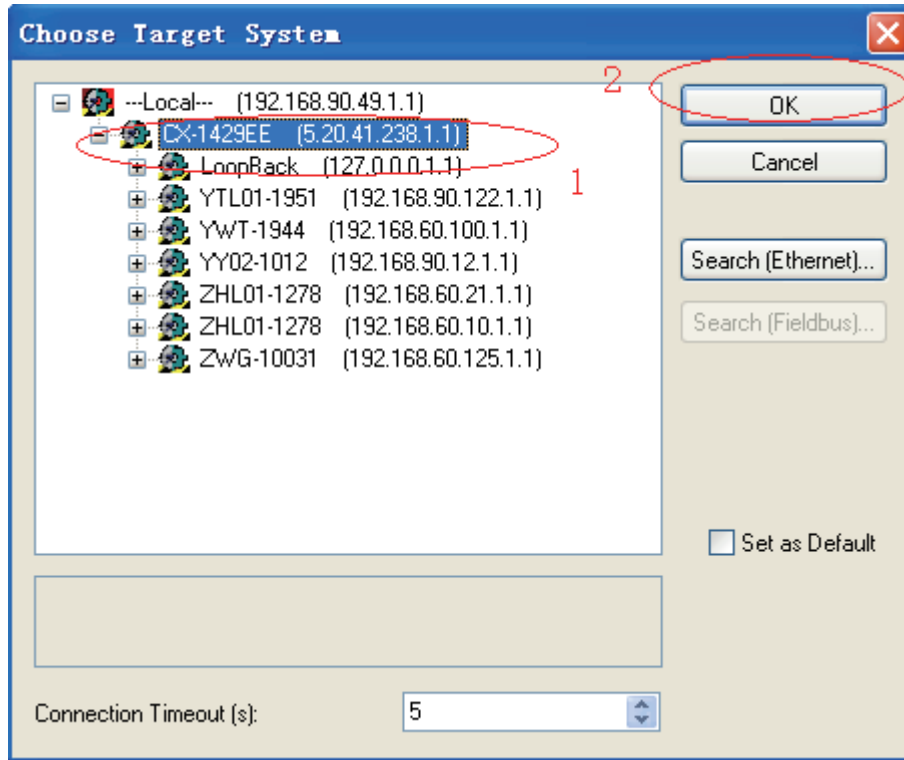 Choose Target System
---Local--- (192.168.90.49.1.1)
CX-1429EE (5.20.41.238.1.1)
LoopBack (127.0.0.0.1.1)
YTL01-1951 (192.168.90.122.1.1)
YWT-1944 (192.168.60.100.1.1)
YY02-1012 (192.168.90.12.1.1)
ZHL01-1278 (192.168.60.21.1.1)
ZHL01-1278 (192.168.60.10.1.1)
ZWG-10031 (192.168.60.125.1.1)
1
2
OK
Cancel
Search (Ethernet)...
Search (Fieldbus)...
Set as Default
Connection Timeout (s):
5